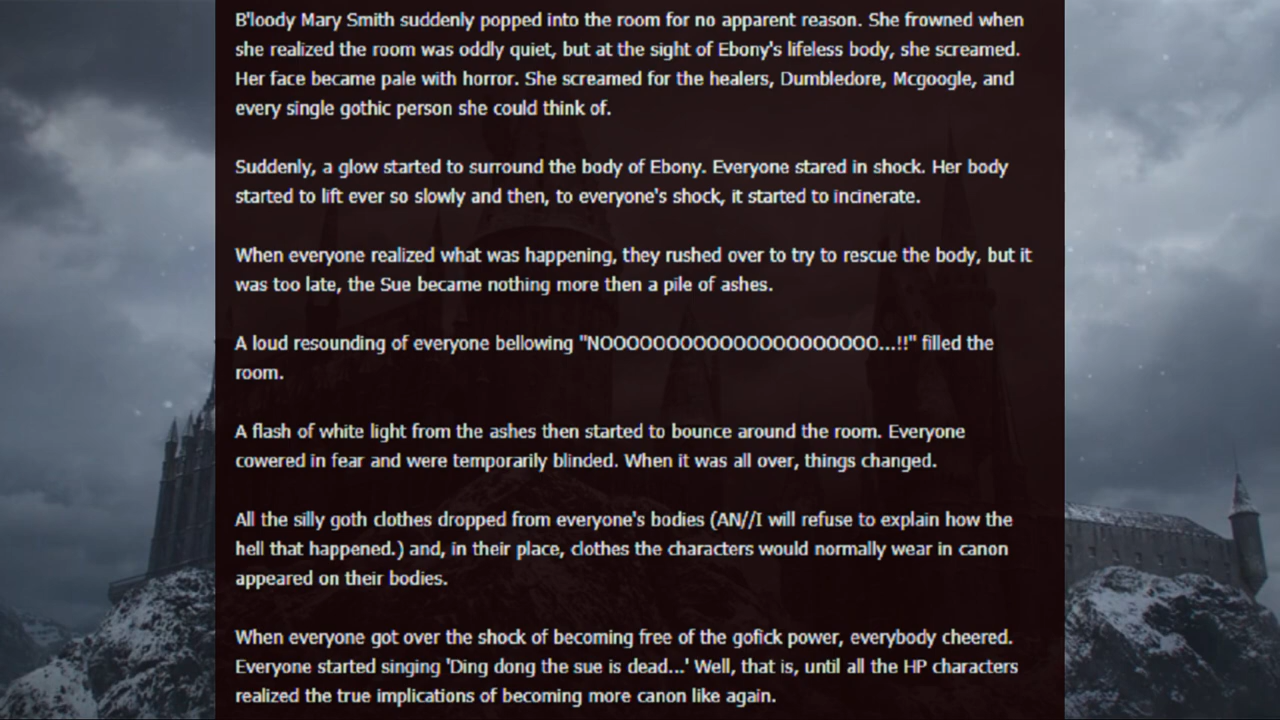 B'loody Mary Smith suddenly popped into the room for no apparent reason. She frowned when
she realized the room was oddly quiet, but at the sight of Ebony's lifeless body, she screamed.
Her face became pale with horror. She screamed for the healers, Dumbledore, Mcgoogle, and
every single gothic person she could think of.
Suddenly, a glow started to surround the body of Ebony. Everyone stared in shock. Her body
started to lift ever so slowly and then, to everyone's shock, it started to incinerate.
When everyone realized what was happening, they rushed over to try to rescue the body, but it
was too late, the Sue became nothing more then a pile of ashes.
A loud resounding of everyone bellowing "NOOOOOOOOOOOOOOOOOOOOO...!!" filled the
room.
A flash of white light from the ashes then started to bounce around the room. Everyone
cowered in fear and were temporarily blinded. When it was all over, things changed.
All the silly goth clothes dropped from everyone's bodies (AN//I will refuse to explain how the
hell that happened.) and, in their place, clothes the characters would normally wear in canon
appeared on their bodies.
When everyone got over the shock of becoming free of the gofick power, everybody cheered.
Everyone started singing 'Ding dong the sue is dead...' Well, that is, until all the HP characters
realized the true implications of becoming more canon like again.